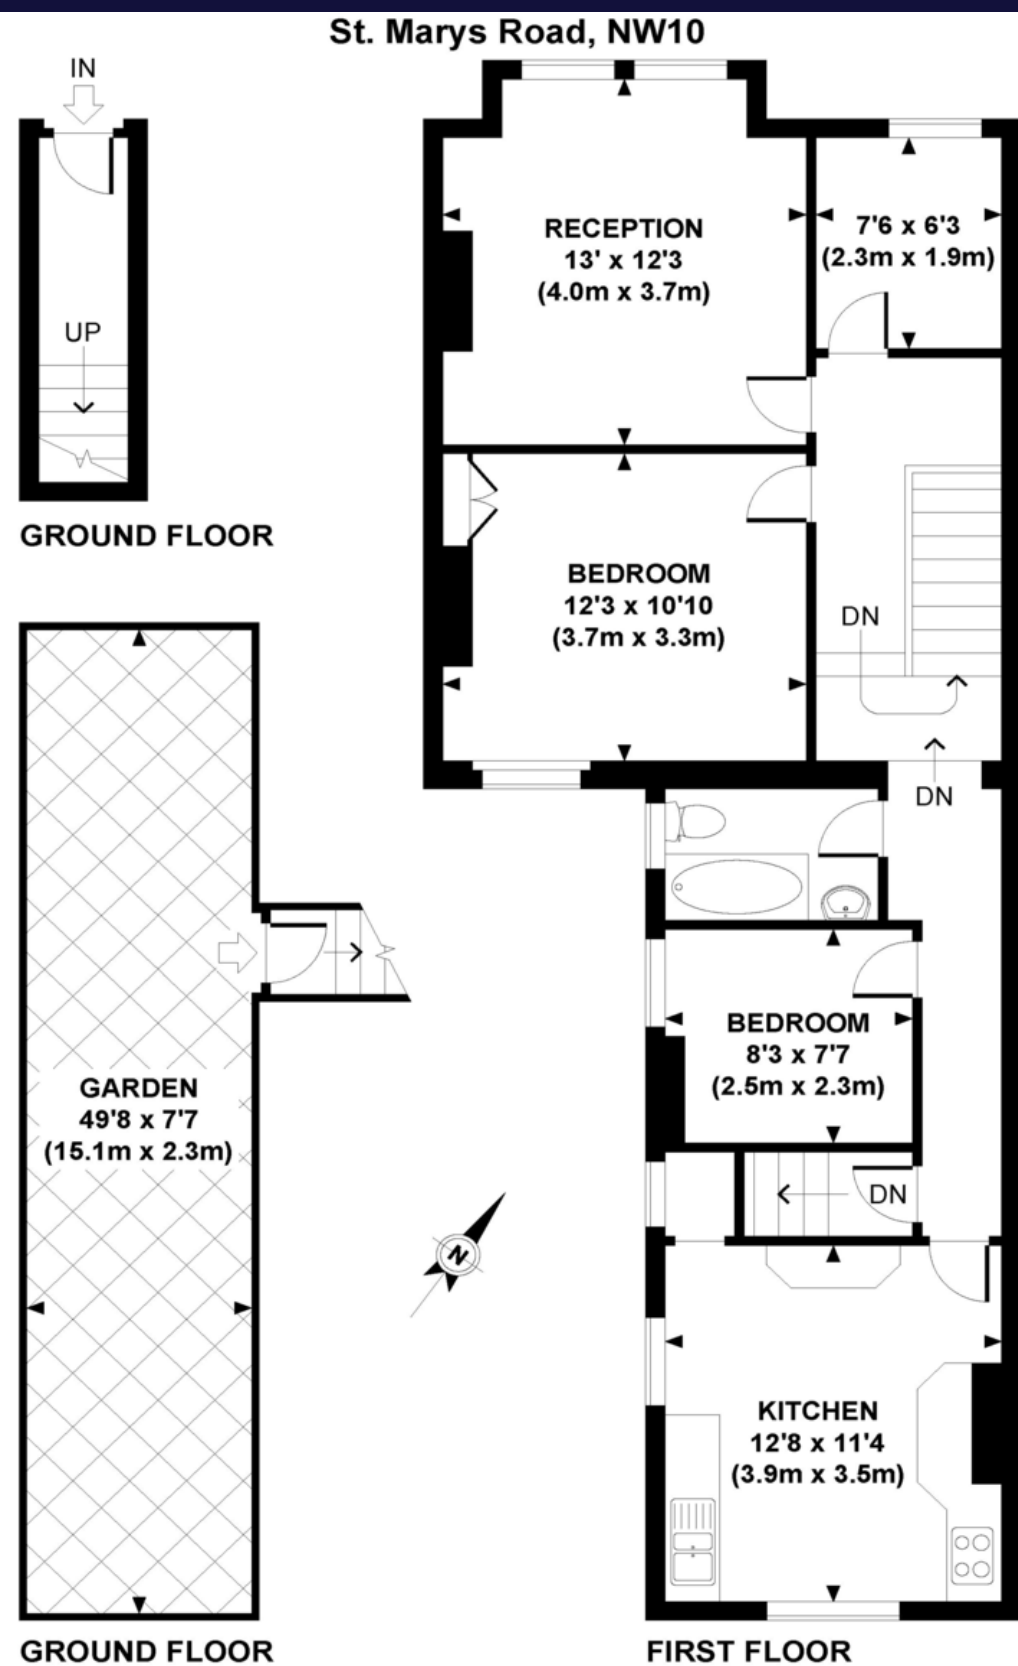 St. Marys Road, NW10
IN
UP
GROUND FLOOR
RECEPTION
13' x 12'3
(4.0m x 3.7m)
7'6 x 6'3
(2.3m x 1.9m)
BEDROOM
12'3 x 10'10
(3.7m x 3.3m)
DN
DN
BEDROOM
8'3 x 7'7
(2.5m x 2.3m)
DN
GARDEN
49'8 x 7'7
(15.1m x 2.3m)
N
KITCHEN
12'8 x 11'4
(3.9m x 3.5m)
GROUND FLOOR
FIRST FLOOR